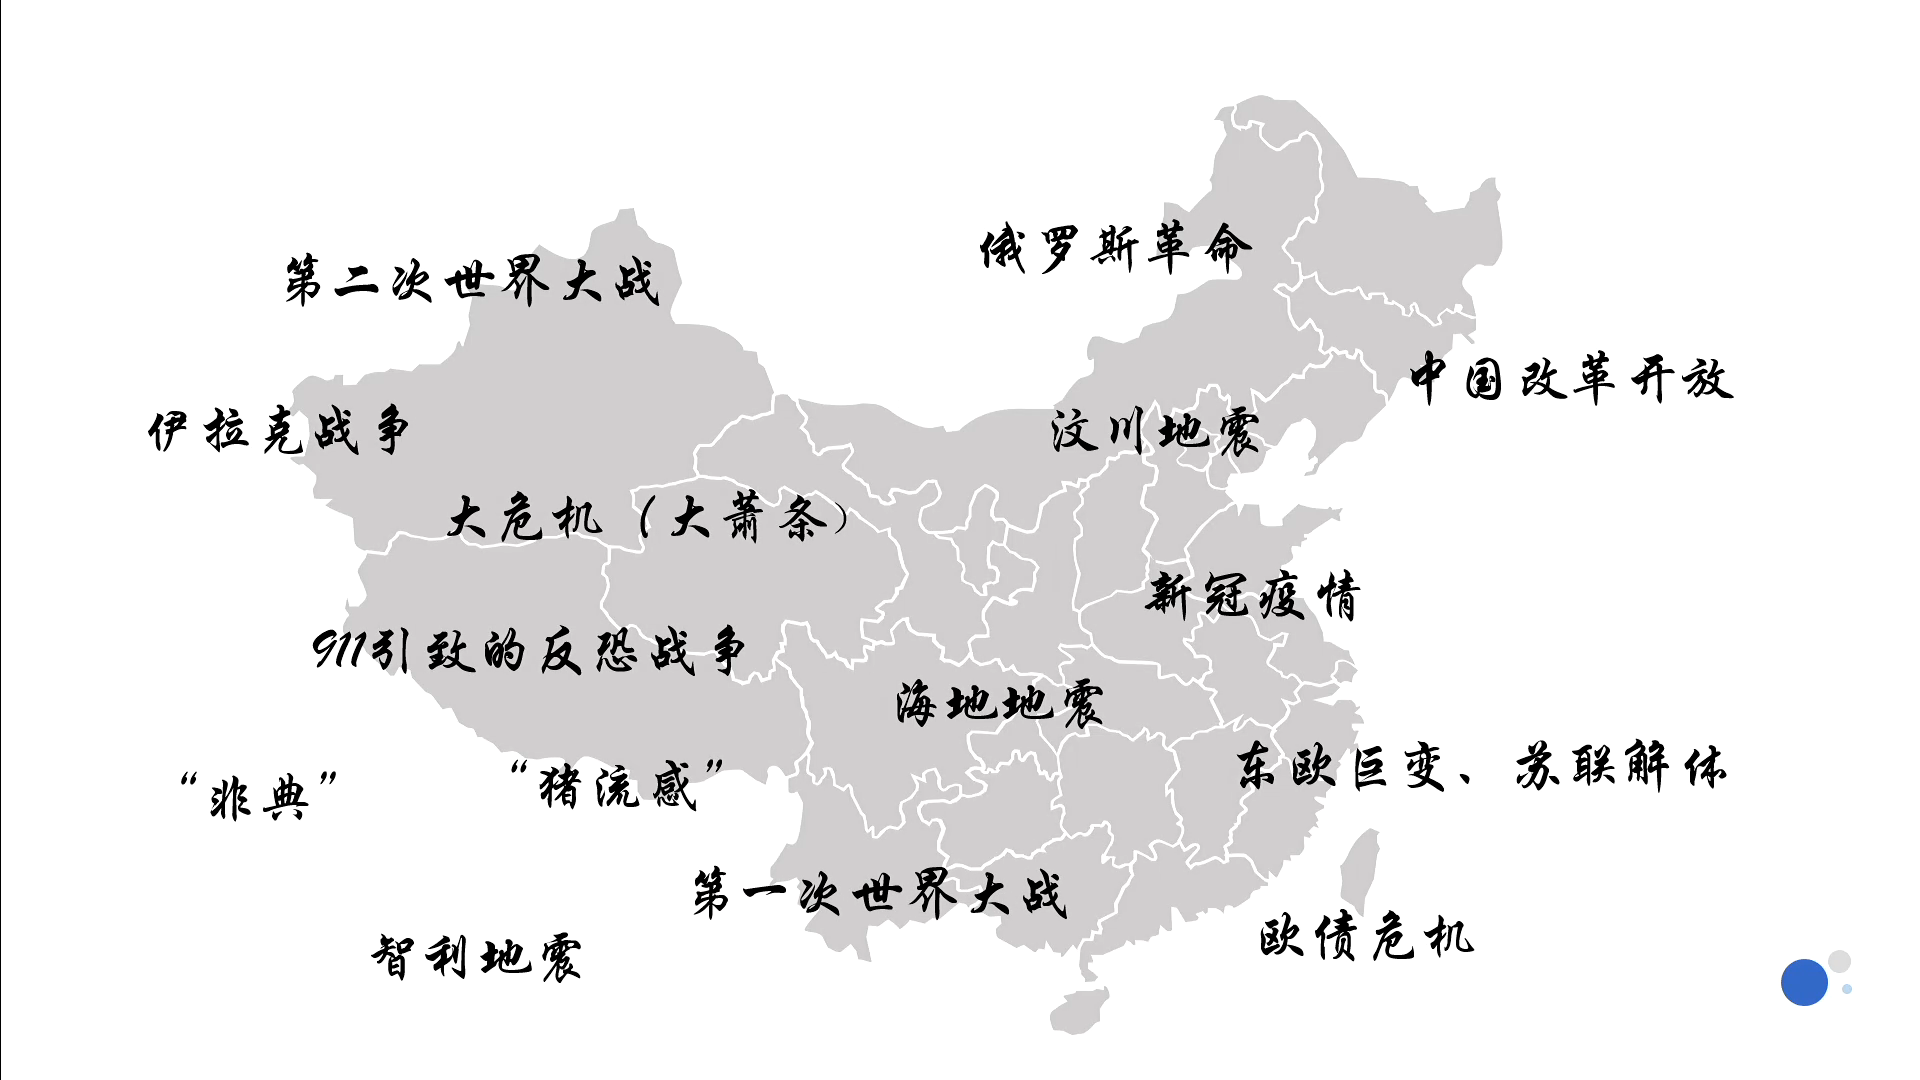 俄罗斯革命
第二次世界大战
中国改革开放
伊拉克战争
汶川地震
大危机（大萧条）
新冠疫情
911引致的反恐战争
海地地震
东欧巨变、苏联解体
“非典”
“猪流感”
第一次世界大战
欧债危机
智利地震